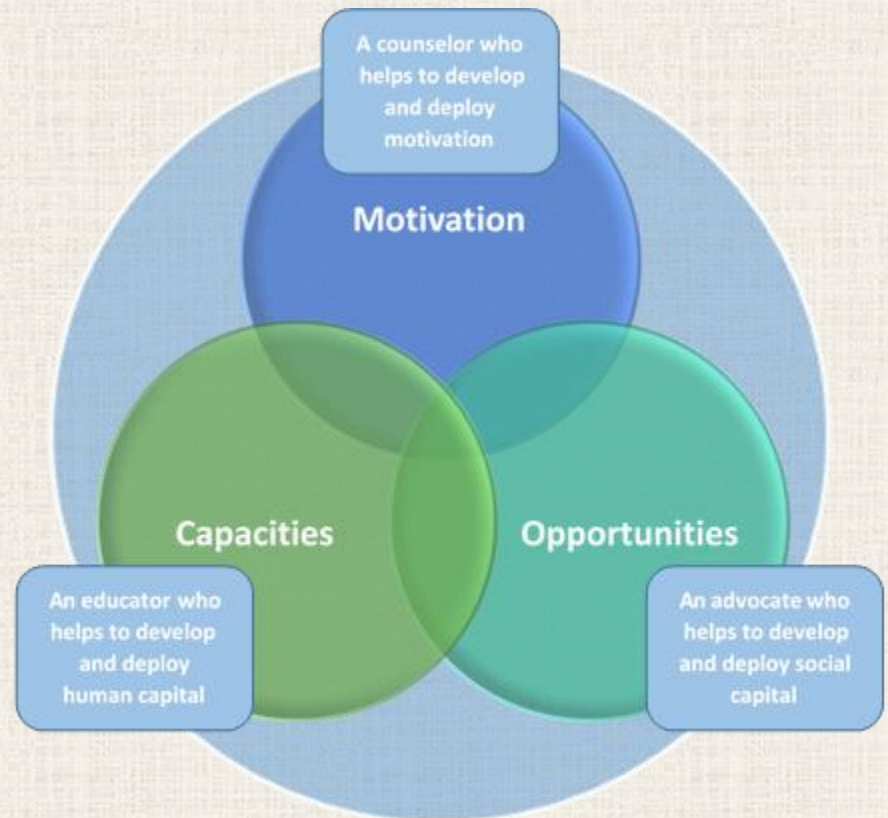 A counselor who
helps to develop
and deploy
motivation
Motivation
Capacities
Opportunities
An educator who
helps to develop
and deploy
human capital
An advocate who
helps to develop
and deploy social
capital